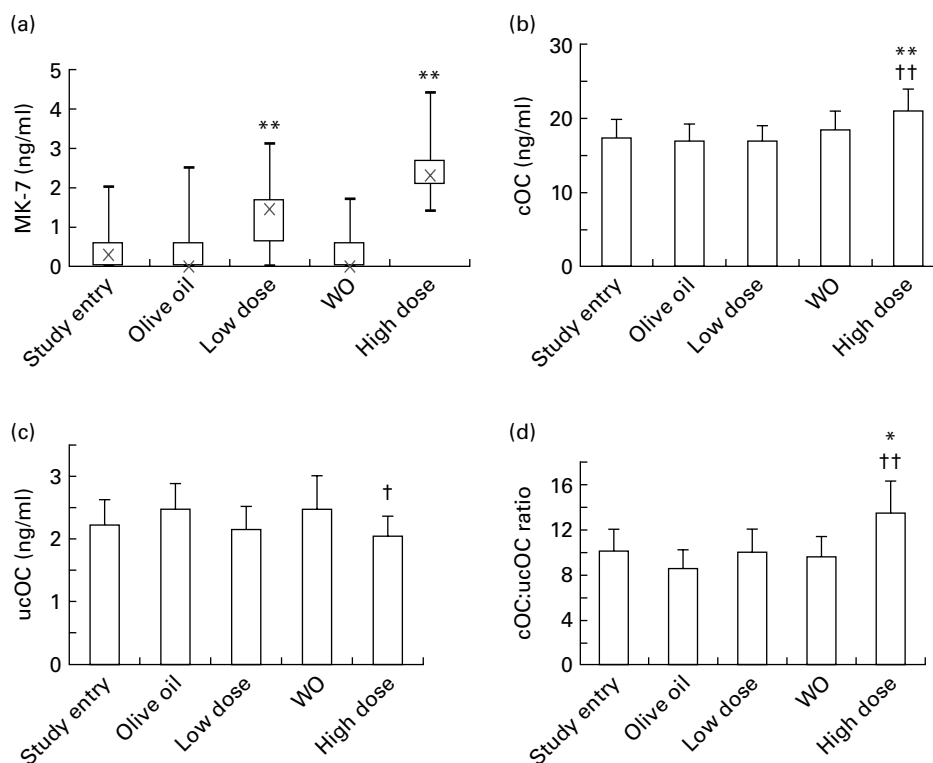 (a)
MK-7 (ng/ml)
5
4
3
2
1
0
**
**
Study entry
Olive oil
Low dose
WO
High dose
(b)
cOC (ng/ml)
30
20
10
0
**
††
Study entry
Olive oil
Low dose
WO
High dose
(c)
ucOC (ng/ml)
3
2
1
0
†
Study entry
Olive oil
Low dose
WO
High dose
(d)
cOC:ucOC ratio
16
12
8
4
0
*
††
Study entry
Olive oil
Low dose
WO
High dose